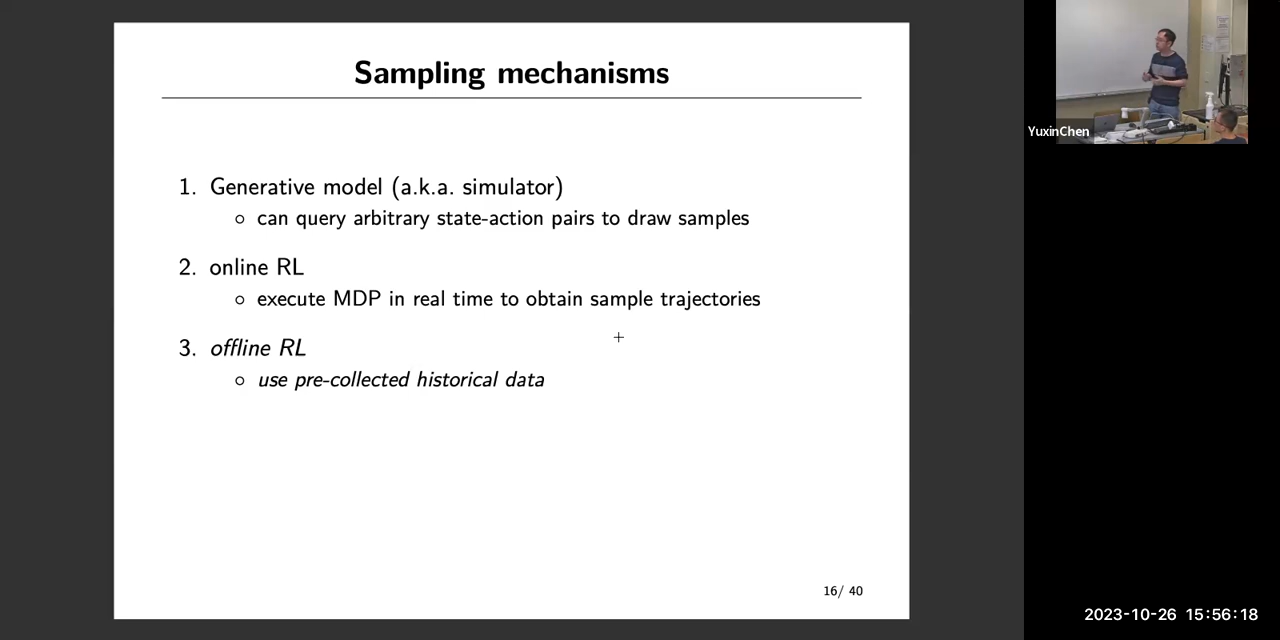 Sampling mechanisms
1. Generative model (a.k.a. simulator)
○ can query arbitrary state-action pairs to draw samples
2. online RL
○ execute MDP in real time to obtain sample trajectories
3. offline RL
○ use pre-collected historical data
16/ 40
YuxinChen
2023-10-26 15:56:18